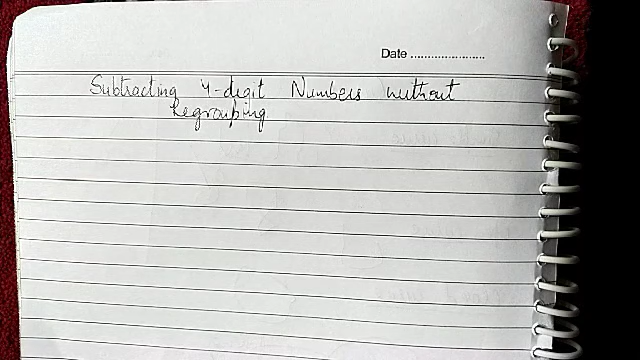 Date ........................
Subtracting 4-digit Numbers without
Regrouping